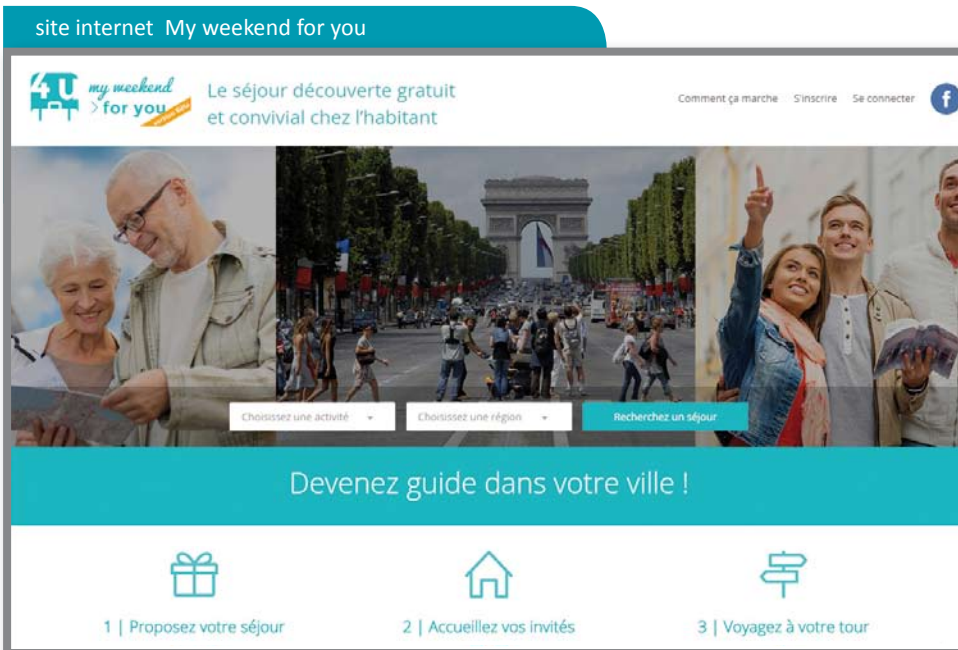 site internet My weekend for you
4U my weekend
>for you
Le séjour découverte gratuit
et convivial chez l'habitant
Comment ça marche S'inscrire Se connecter f
Choisissez une activité Choisissez une région Recherchez un séjour
Devenez guide dans votre ville !
1 | Proposez votre séjour 2 | Accueillez vos invités 3 | Voyagez à votre tour